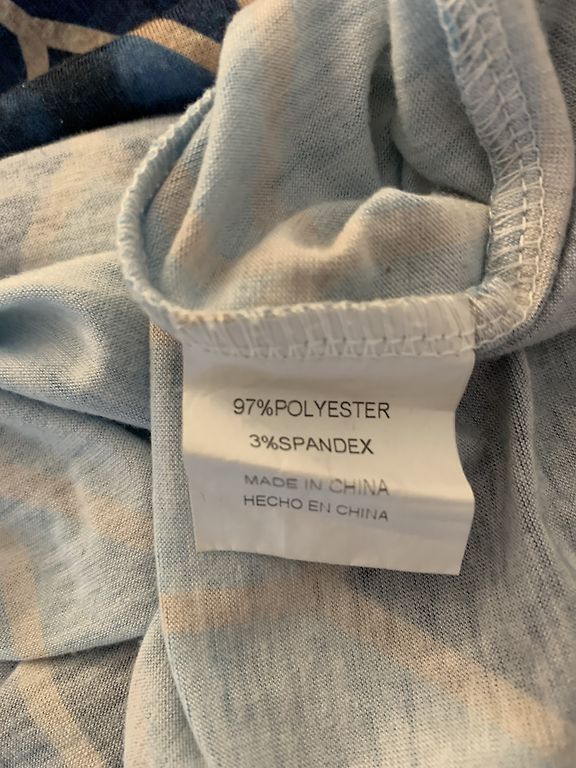 97%POLYESTER
3%SPANDEX
MADE IN CHINA
HECHO EN CHINA